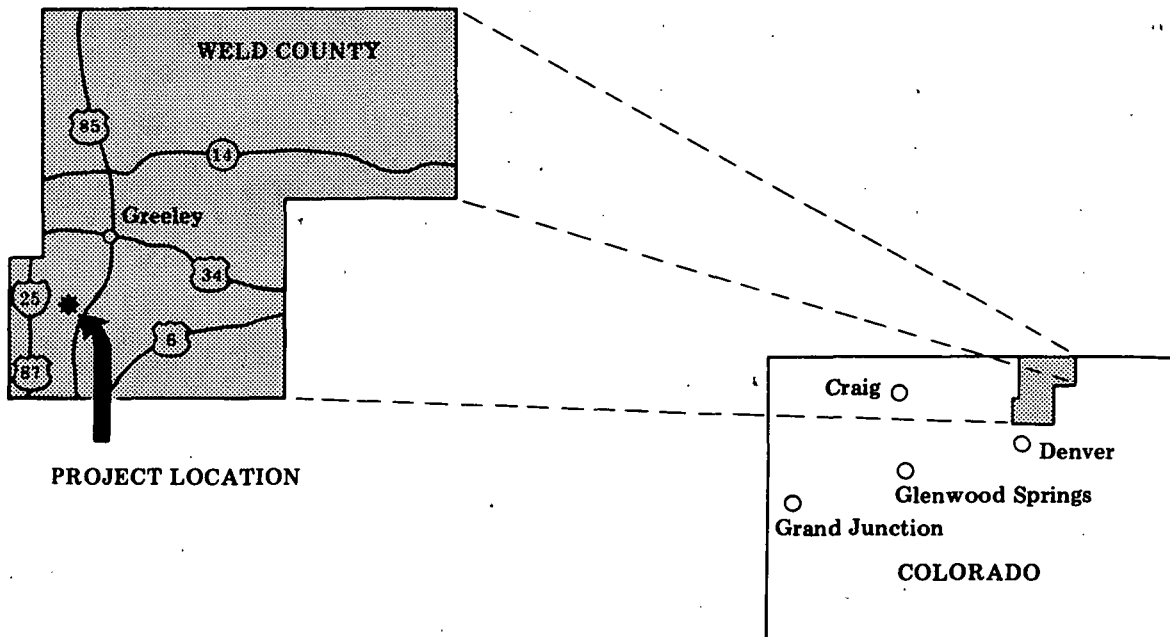 WELD COUNTY
85
14
Greeley
34
25
6
87
PROJECT LOCATION
Craig
Denver
Glenwood Springs
Grand Junction
COLORADO